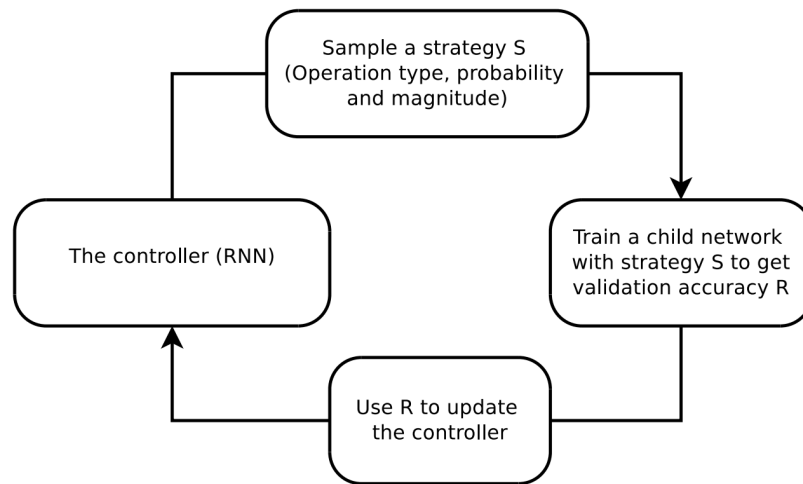 Sample a strategy S
(Operation type, probability
and magnitude)
The controller (RNN)
Train a child network
with strategy S to get
validation accuracy R
Use R to update
the controller